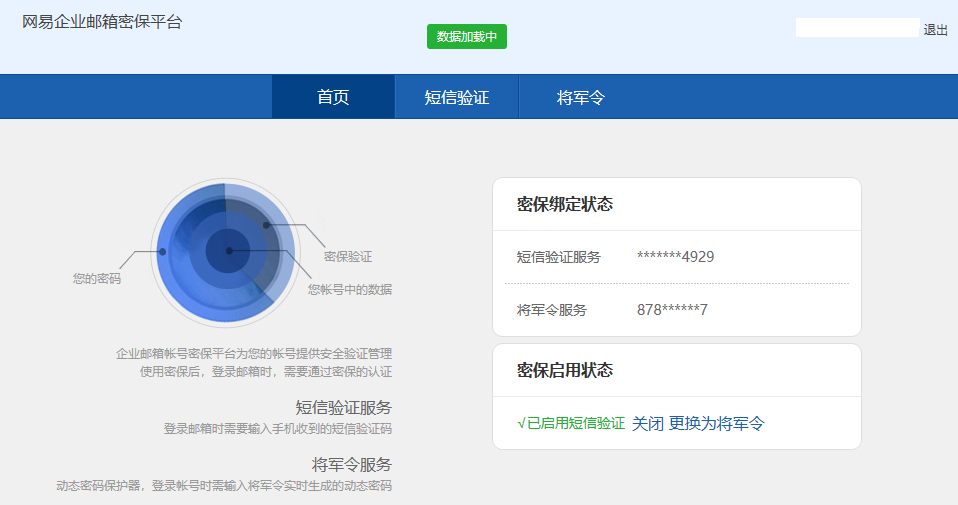 网易企业邮箱密保平台
数据加载中
退出
首页 短信验证 将军令
密保验证
您的密码
您帐号中的数据
企业邮箱帐号密保平台为您的帐号提供安全验证管理
使用密保后，登录邮箱时，需要通过密保的认证
短信验证服务
登录邮箱时需要输入手机收到的短信验证码
将军令服务
动态密码保护器，登录帐号时需输入将军令实时生成的动态密码
密保绑定状态
短信验证服务 *******4929
将军令服务 878******7
密保启用状态
√已启用短信验证 关闭 更换为将军令